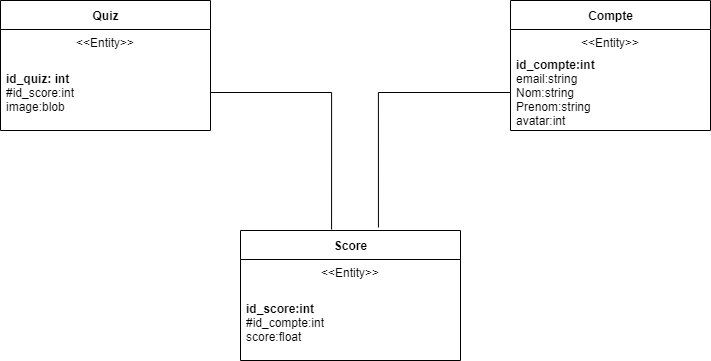 Quiz
<<Entity>>
id_quiz: int
#id_score:int
image:blob
Compte
<<Entity>>
id_compte:int
email:string
Nom:string
Prenom:string
avatar:int
Score
<<Entity>>
id_score:int
#id_compte:int
score:float